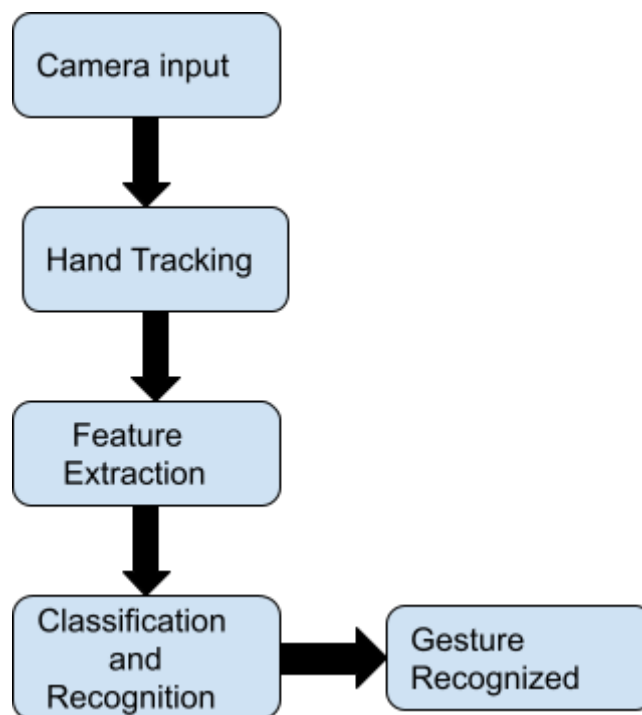 Camera input
Hand Tracking
Feature
Extraction
Classification
and
Recognition
Gesture
Recognized